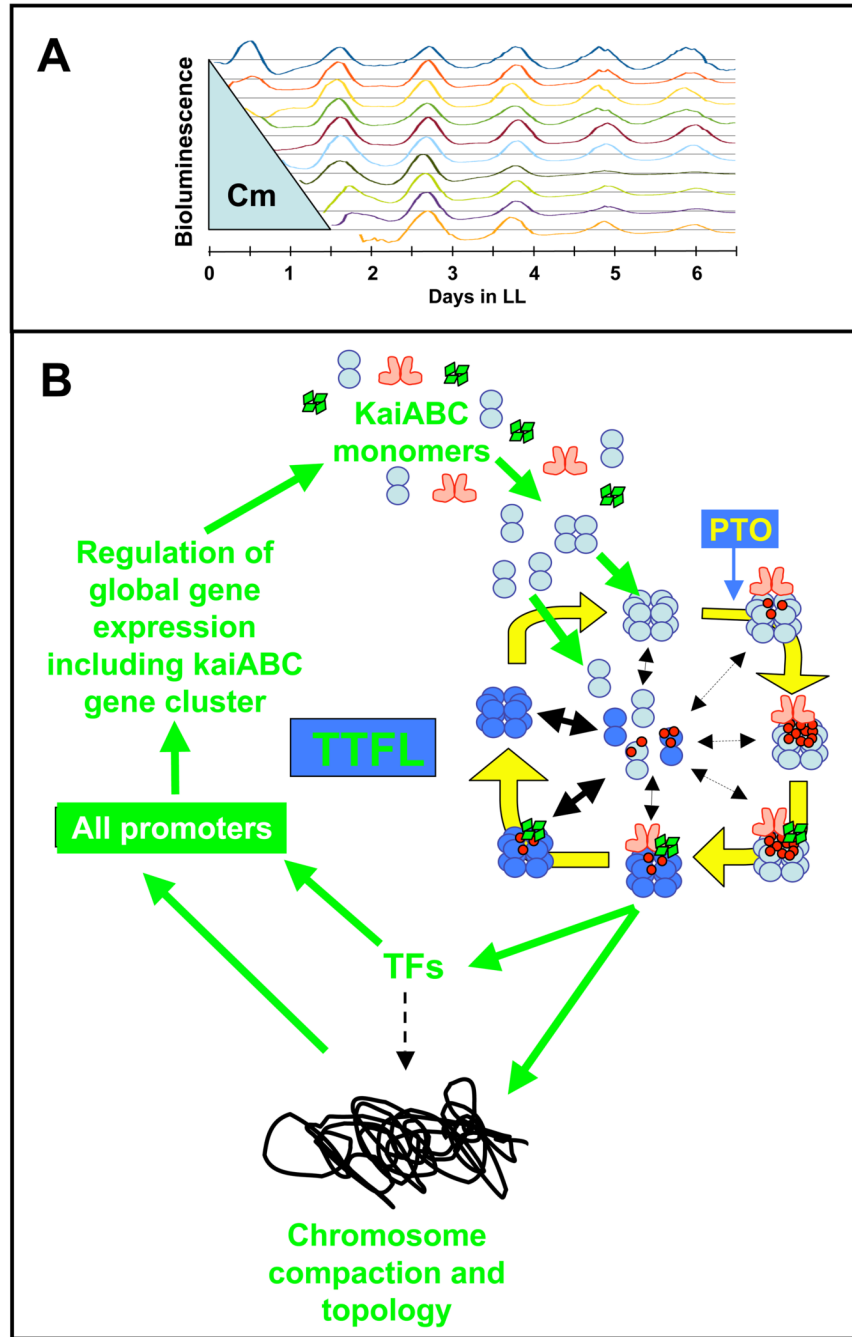 A
Bioluminescence
Cm
0 1 2 3 4 5 6
Days in LL
B
KaiABC
monomers
PTO
Regulation of
global gene
expression
including kaiABC
gene cluster
TTFL
All promoters
TFs
Chromosome
compaction and
topology